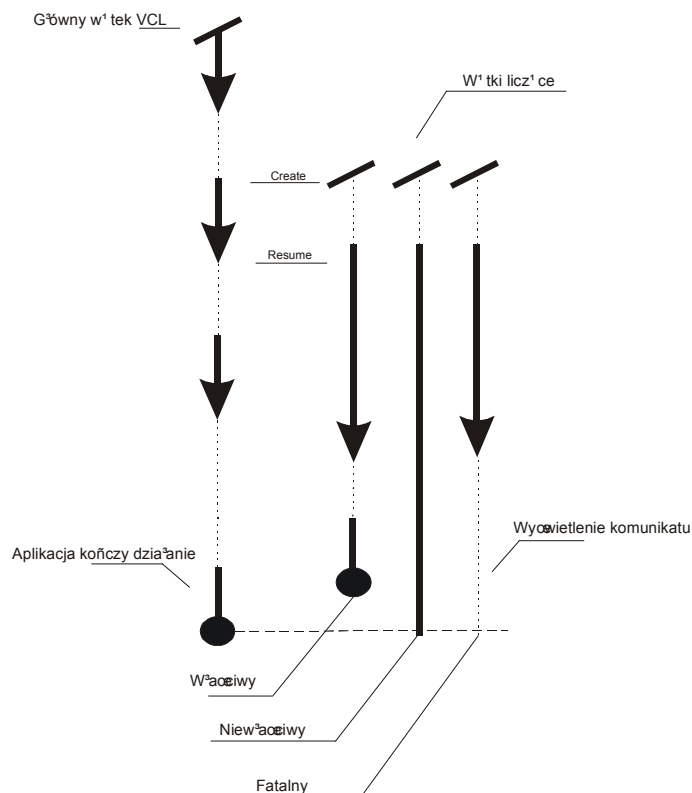 G³ówny w¹tek VCL
W¹tki licz¹ce
Create
Resume
Wyœwietlenie komunikatu
Aplikacja kończy dzia³anie
W³aœciwy
Niew³aœciwy
Fatalny